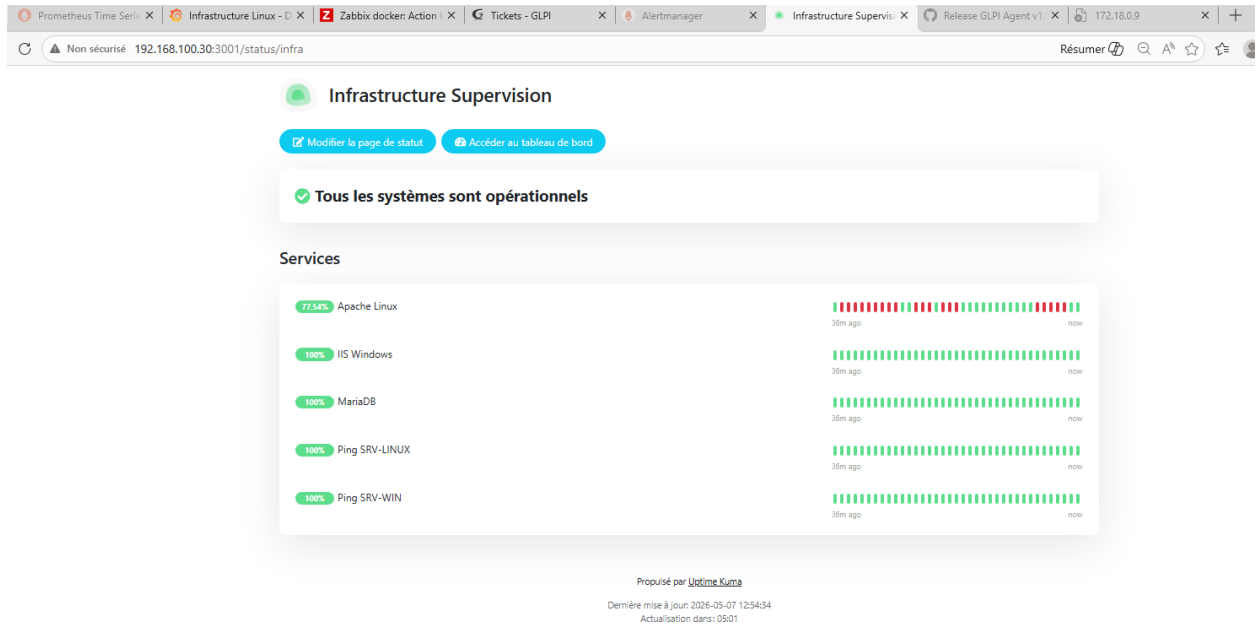 Prometheus Time Serie
Infrastructure Linux - D
Zabbix docker: Action l
Tickets - GLPI
Alertmanager
Infrastructure Supervisi
Release GLPI Agent v1.
172.18.0.9
Non sécurisé 192.168.100.30:3001/status/infra
Résumer
Infrastructure Supervision
Modifier la page de statut
Accéder au tableau de bord
Tous les systèmes sont opérationnels
Services
77.54% Apache Linux
36m ago now
100% IIS Windows
36m ago now
100% MariaDB
36m ago now
100% Ping SRV-LINUX
36m ago now
100% Ping SRV-WIN
36m ago now
Propulsé par Uptime Kuma
Dernière mise à jour: 2026-05-07 12:54:34
Actualisation dans: 05:01